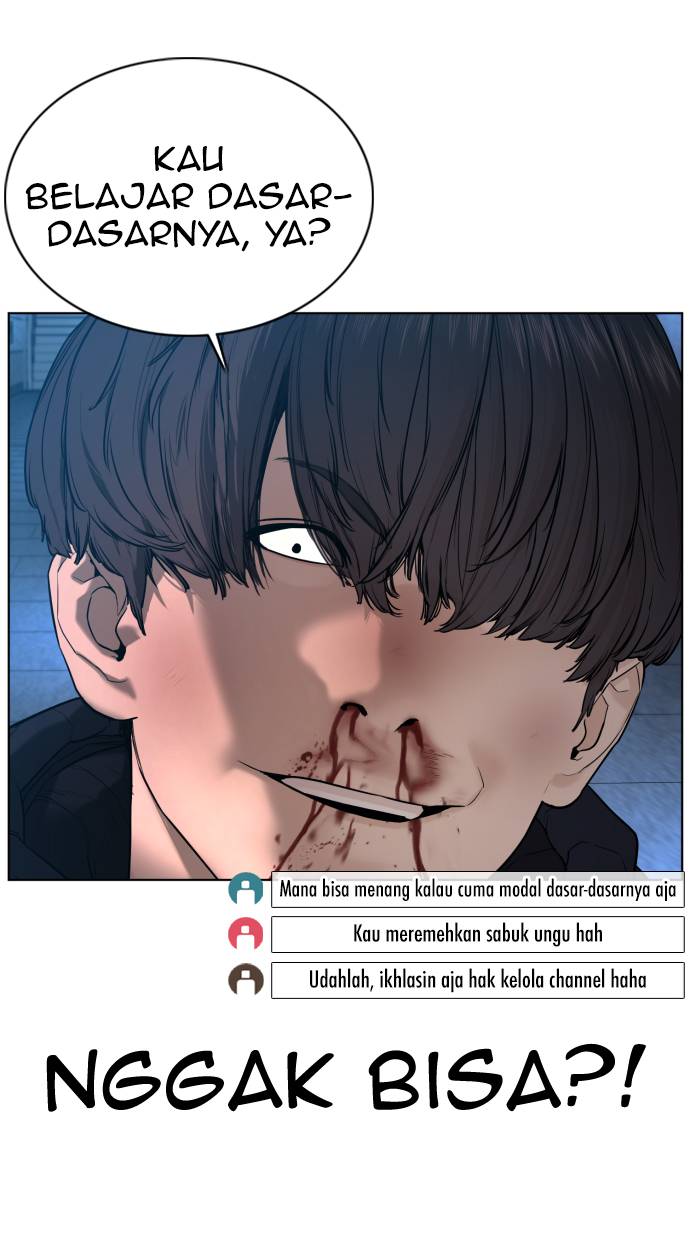 KAU
BELAJAR DASAR-
DASARNYA, YA?
Mana bisa menang kalau cuma modal dasar-dasarnya aja
Kau meremehkan sabuk ungu hah
Udahlah, ikhlasin aja hak kelola channel haha
NGGAK BISA?!